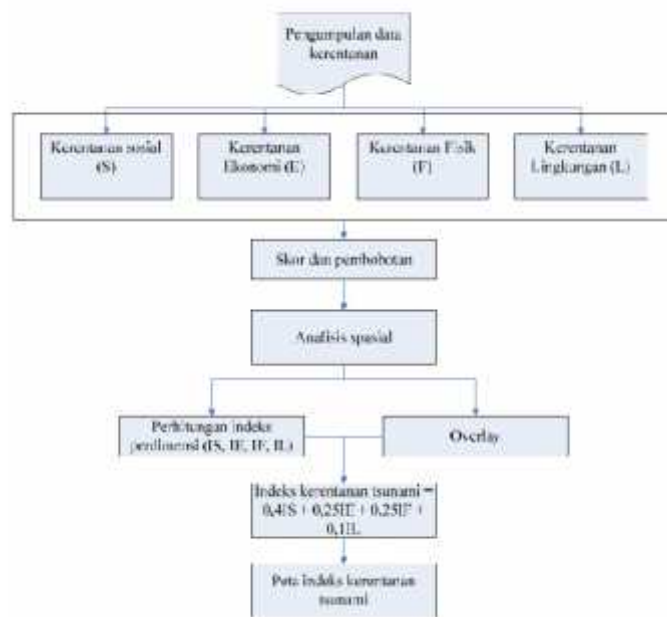 Pengumpulan data
kerentanan
Kerentanan sosial
(S)
Kerentanan
Ekonomi (E)
Kerentanan Fisik
(F)
Kerentanan
Lingkungan (L)
Skor dan pembobotan
Analisis spasial
Perhitungan indeks
perdimensi (IS, IE, IF, IL)
Overlay
Indeks kerentanan tsunami =
0,4IS + 0,25IE + 0,25IF +
0,1IL
Peta indeks kerentanan
tsunami